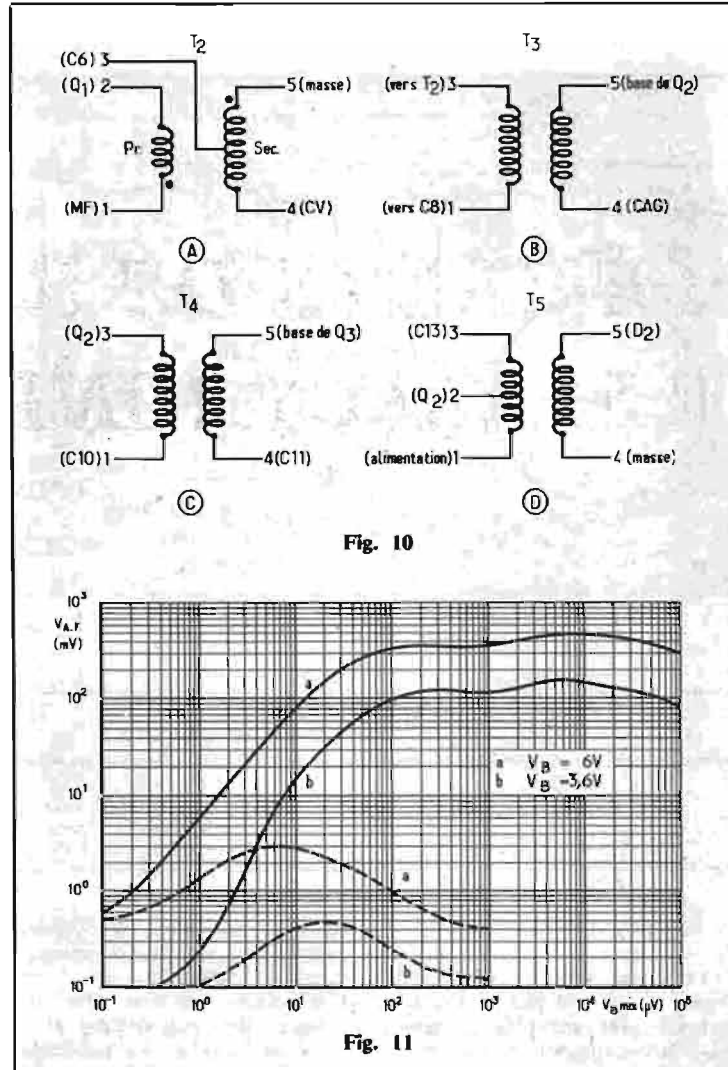 T2
(C6) 3
(Q1) 2
5 (masse)
Pr.
Sec.
(MF) 1
4 (CV)
A
T3
(vers T2) 3
5 (base de Q2)
(vers C8) 1
4 (CAG)
B
T4
(Q2) 3
5 (base de Q3)
(C10) 1
4 (C11)
C
T5
(C13) 3
5 (D2)
(Q2) 2
(alimentation) 1
4 (masse)
D
Fig. 10
10³
V A.F.
(mV)
10²
10¹
10⁰
10⁻¹
a
b
a VB = 6V
b VB = 3,6V
a
b
10⁻¹ 10⁰ 10¹ 10² 10³ 10⁴ 10⁵
VB mix (µV)
Fig. 11